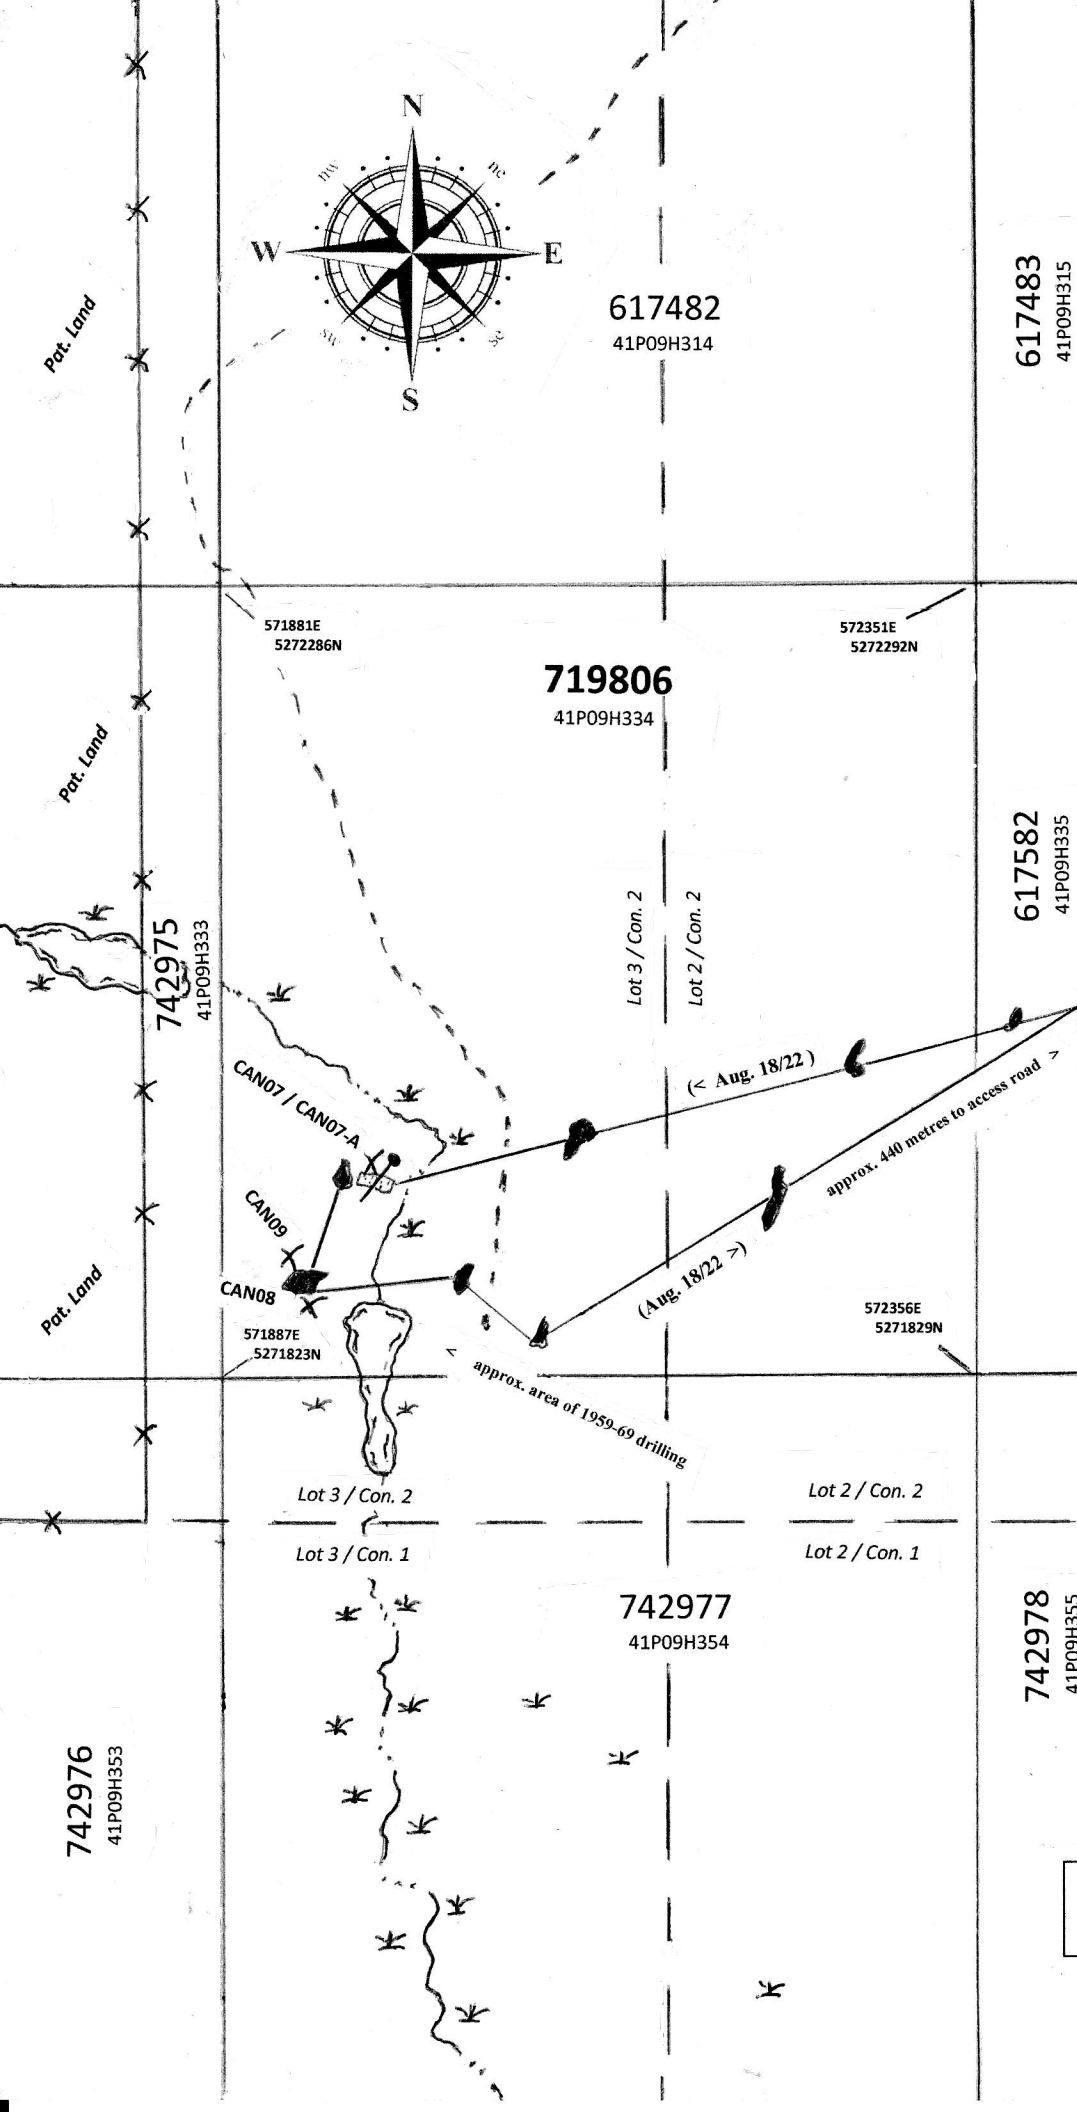 N
nw
ne
W
E
sw
se
S
Pat. Land
617482
41P09H314
617483
41P09H315
571881E
5272286N
572351E
5272292N
719806
41P09H334
Pat. Land
617582
41P09H335
Lot 3 / Con. 2
Lot 2 / Con. 2
742975
41P09H333
(< Aug. 18/22 )
CAN07 / CAN07-A
approx. 440 metres to access road >
CAN09
(Aug. 18/22 >)
CAN08
Pat. Land
572356E
5271829N
571887E
5271823N
< approx. area of 1959-69 drilling
Lot 3 / Con. 2
Lot 2 / Con. 2
Lot 3 / Con. 1
Lot 2 / Con. 1
742977
41P09H354
742978
41P09H355
742976
41P09H353